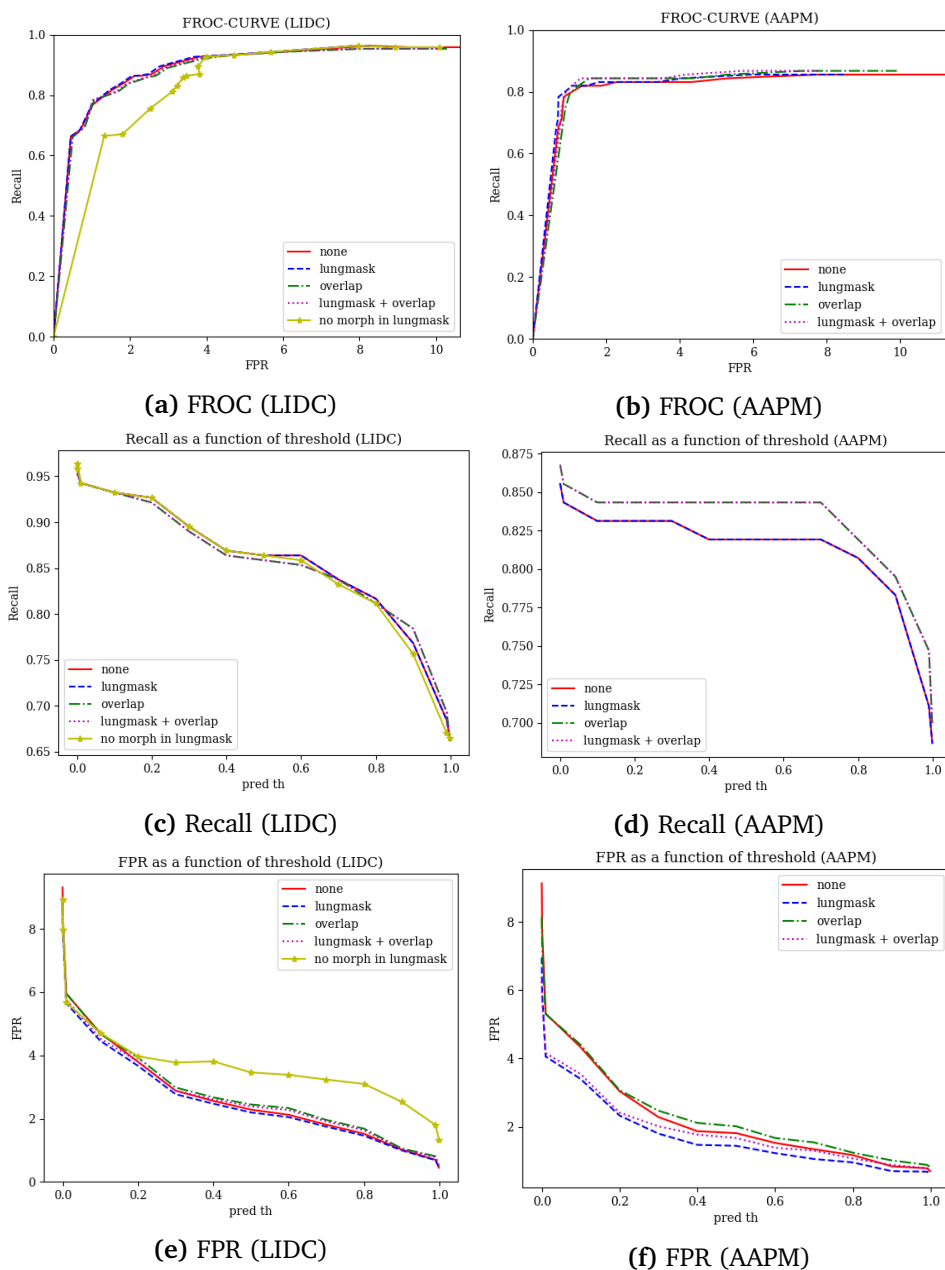 FROC-CURVE (LIDC)
1.0
0.8
0.6
0.4
0.2
0.0
Recall
0
2
4
6
8
10
FPR
none
lungmask
overlap
lungmask + overlap
no morph in lungmask
(a) FROC (LIDC)
FROC-CURVE (AAPM)
1.0
0.8
0.6
0.4
0.2
0.0
Recall
0
2
4
6
8
10
FPR
none
lungmask
overlap
lungmask + overlap
(b) FROC (AAPM)
Recall as a function of threshold (LIDC)
0.95
0.90
0.85
0.80
0.75
0.70
0.65
Recall
0.0
0.2
0.4
0.6
0.8
1.0
pred th
none
lungmask
overlap
lungmask + overlap
no morph in lungmask
(c) Recall (LIDC)
Recall as a function of threshold (AAPM)
0.875
0.850
0.825
0.800
0.775
0.750
0.725
0.700
Recall
0.0
0.2
0.4
0.6
0.8
1.0
pred th
none
lungmask
overlap
lungmask + overlap
(d) Recall (AAPM)
FPR as a function of threshold (LIDC)
8
6
4
2
0
FPR
0.0
0.2
0.4
0.6
0.8
1.0
pred th
none
lungmask
overlap
lungmask + overlap
no morph in lungmask
(e) FPR (LIDC)
FPR as a function of threshold (AAPM)
8
6
4
2
FPR
0.0
0.2
0.4
0.6
0.8
1.0
pred th
none
lungmask
overlap
lungmask + overlap
(f) FPR (AAPM)